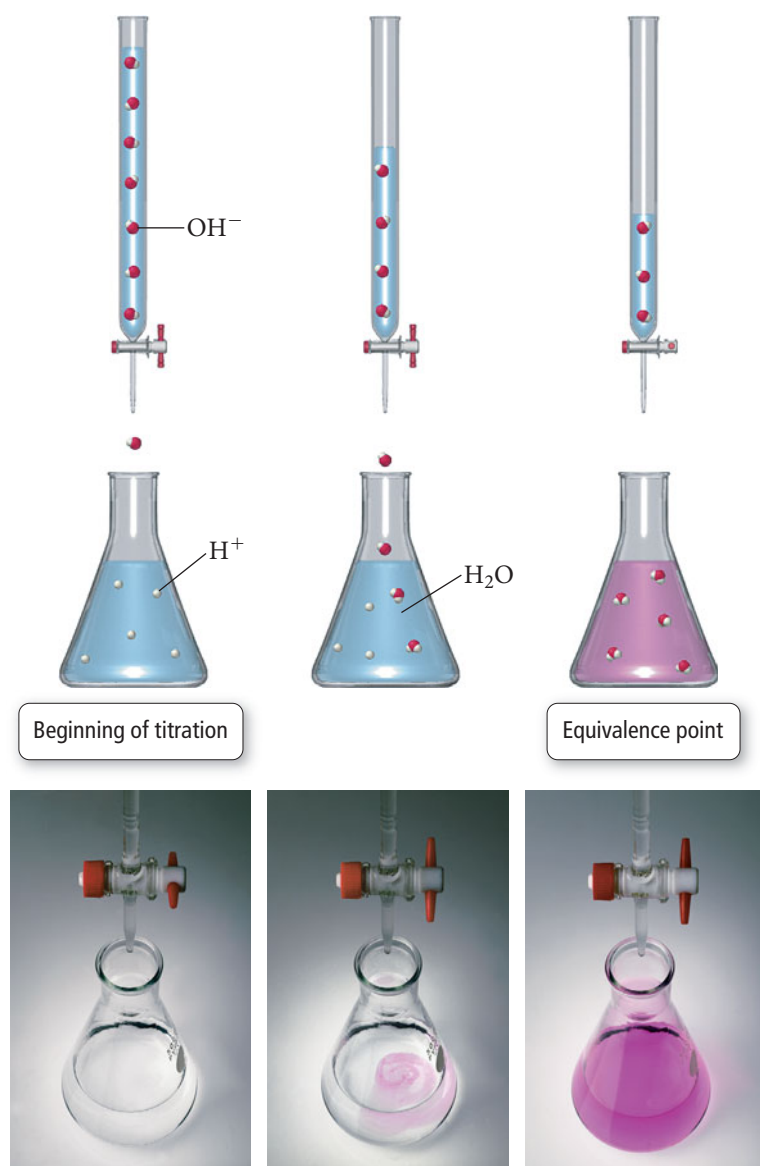 OH⁻
H⁺
H₂O
Beginning of titration
Equivalence point